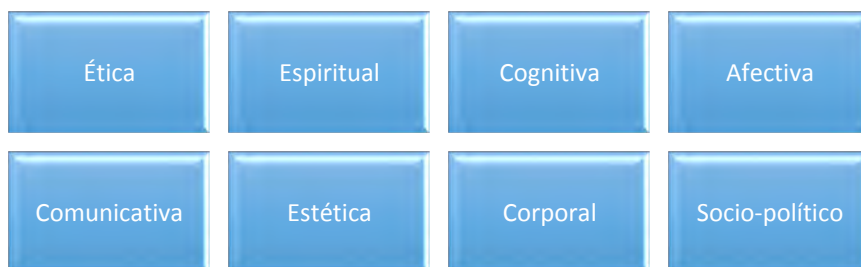 Ética
Espiritual
Cognitiva
Afectiva
Comunicativa
Estética
Corporal
Socio-político